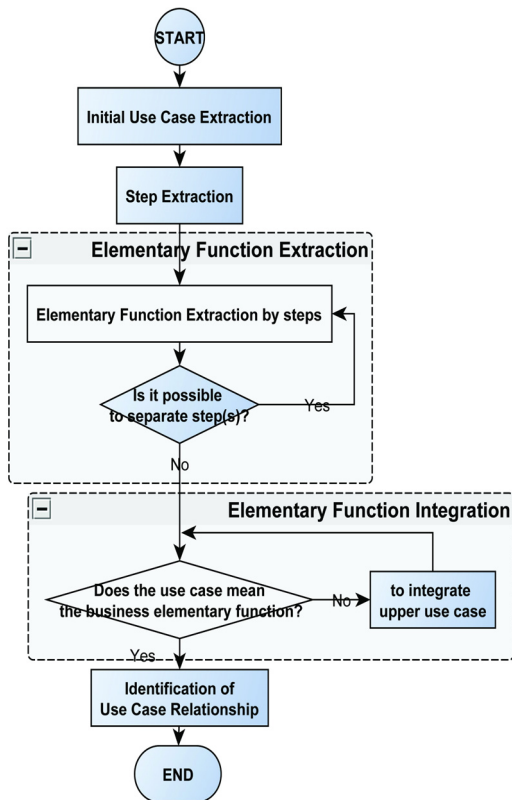 START
Initial Use Case Extraction
Step Extraction
Elementary Function Extraction
Elementary Function Extraction by steps
Is it possible
to separate step(s)?
Yes
No
Elementary Function Integration
Does the use case mean
the business elementary function?
No
to integrate
upper use case
Yes
Identification of
Use Case Relationship
END